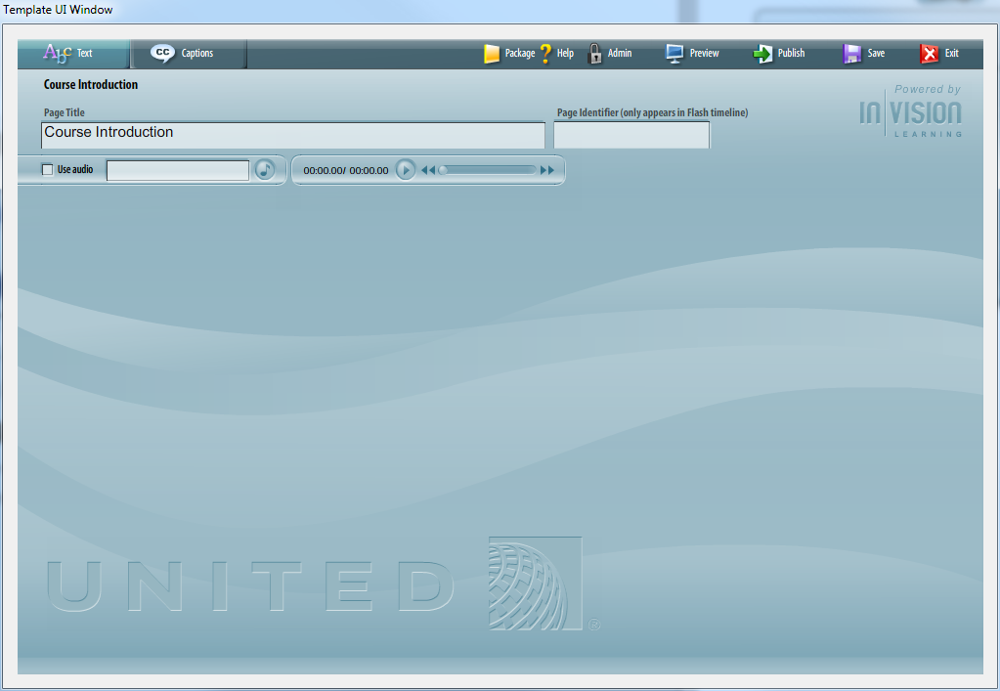 Template UI Window
Abc Text CC Captions Package ? Help Admin Preview Publish Save Exit
Course Introduction
Powered by
IN VISION
LEARNING
Page Title Page Identifier (only appears in Flash timeline)
Course Introduction
Use audio 00:00.00/ 00:00.00
UNITED ®